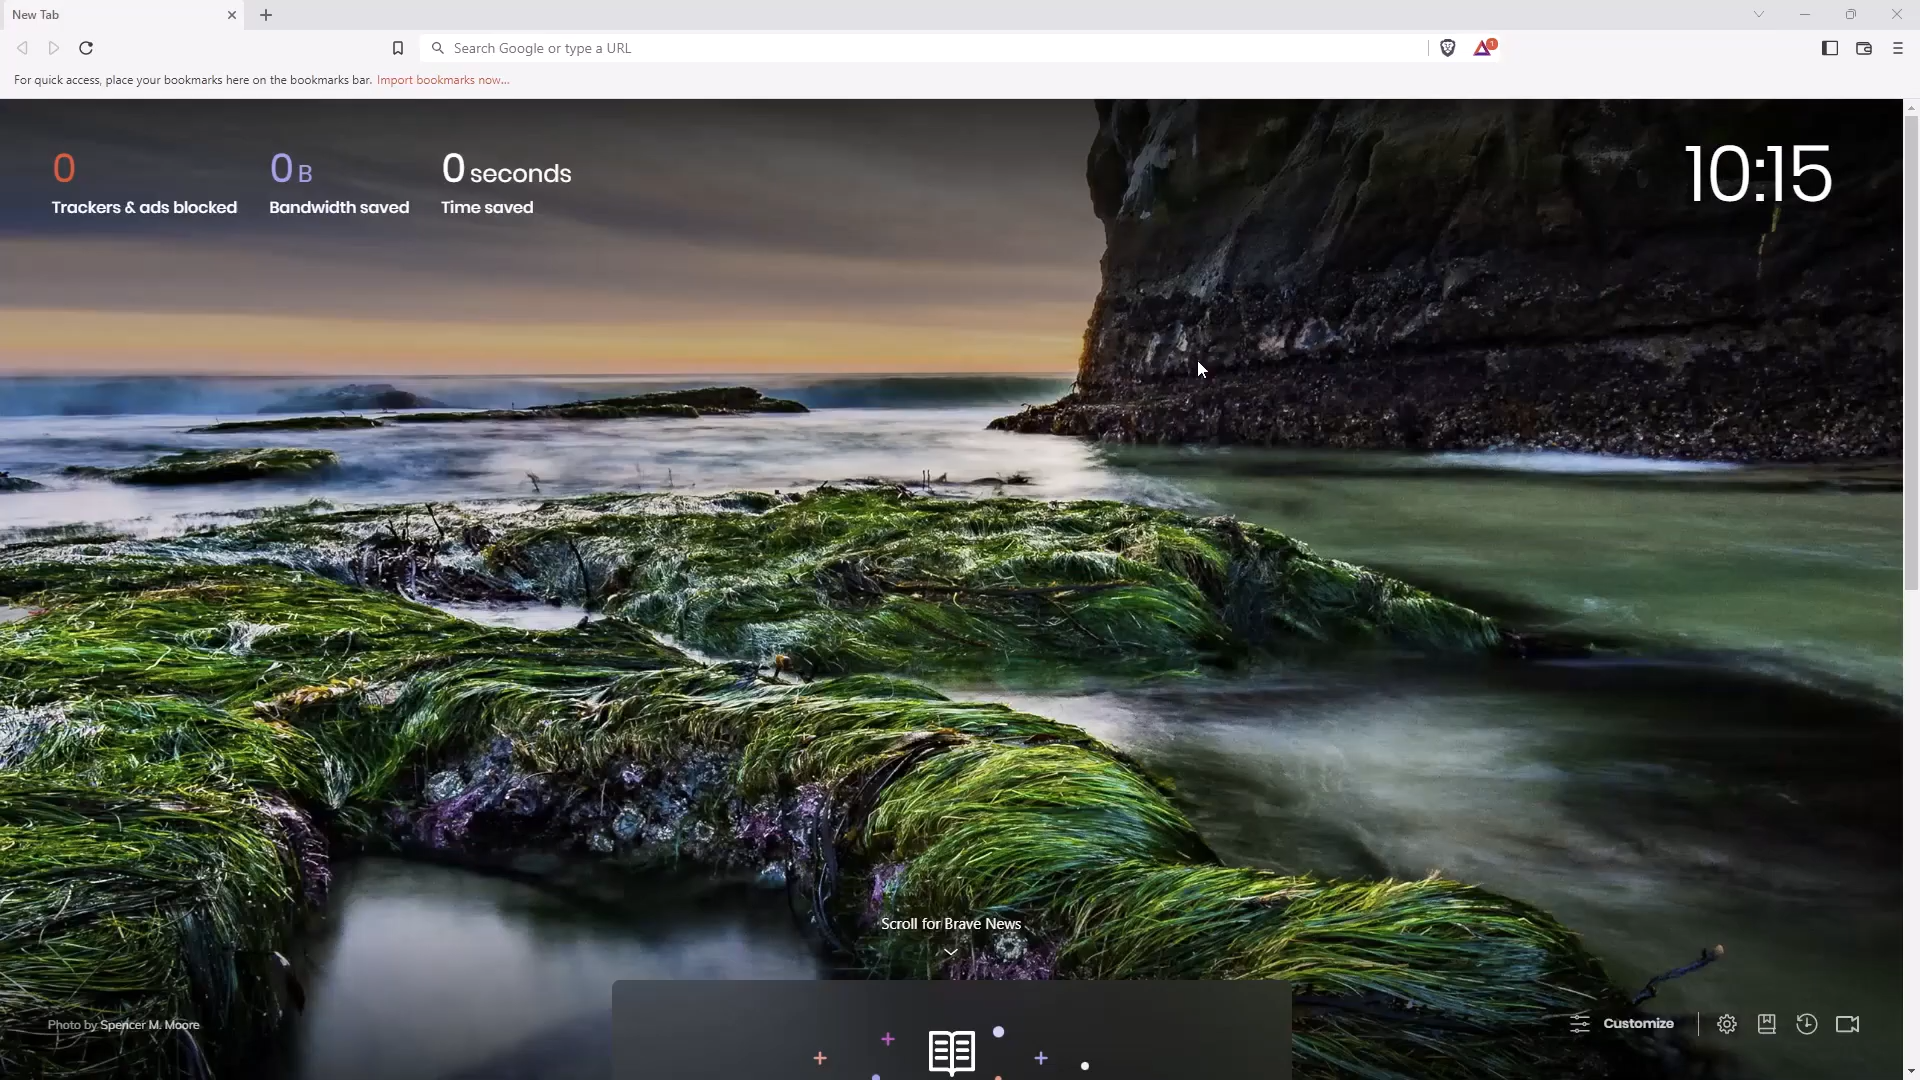 New Tab
Search Google or type a URL
1
For quick access, place your bookmarks here on the bookmarks bar. Import bookmarks now...
0
Trackers & ads blocked
0 B
Bandwidth saved
0 seconds
Time saved
10:15
Scroll for Brave News
Photo by Spencer M. Moore
Customize